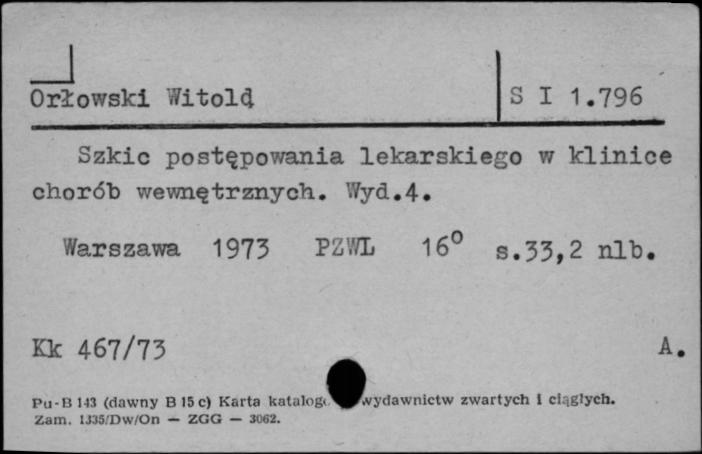 Orłowski Witold
S I 1.796
Szkic postępowania lekarskiego w klinice
chorób wewnętrznych. Wyd.4.
Warszawa 1973 PZWL 16⁰ s.33,2 nlb.
Kk 467/73 A.
Pu-B 143 (dawny B 15 c) Karta wydawnictw zwartych i ciągłych.
Zam. 1335/Dw/On — ZGG — 3062.